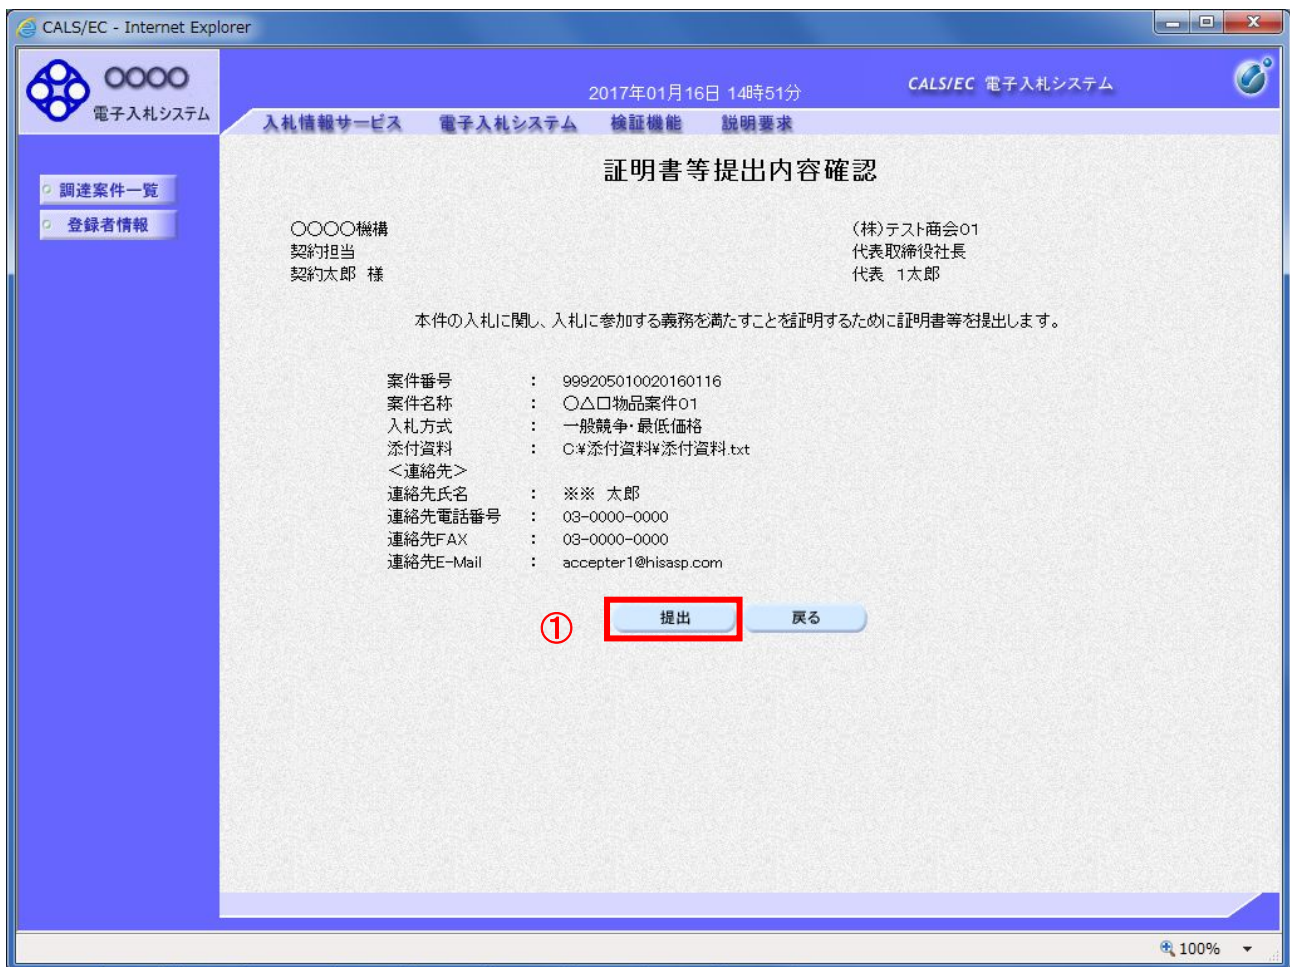 CALS/EC - Internet Explorer
OOOO
電子入札システム
2017年01月16日 14時51分
CALS/EC 電子入札システム
入札情報サービス 電子入札システム 検証機能 説明要求
調達案件一覧
登録者情報
証明書等提出内容確認
○○○○機構
契約担当
契約太郎 様
(株)テスト商会01
代表取締役社長
代表 1太郎
本件の入札に関し、入札に参加する義務を満たすことを証明するために証明書等を提出します。
案件番号 : 999205010020160116
案件名称 : ○△□物品案件01
入札方式 : 一般競争・最低価格
添付資料 : C:¥添付資料¥添付資料.txt
<連絡先>
連絡先氏名 : ※※ 太郎
連絡先電話番号 : 03-0000-0000
連絡先FAX : 03-0000-0000
連絡先E-Mail : accepter1@hisasp.com
① 提出 戻る
100%